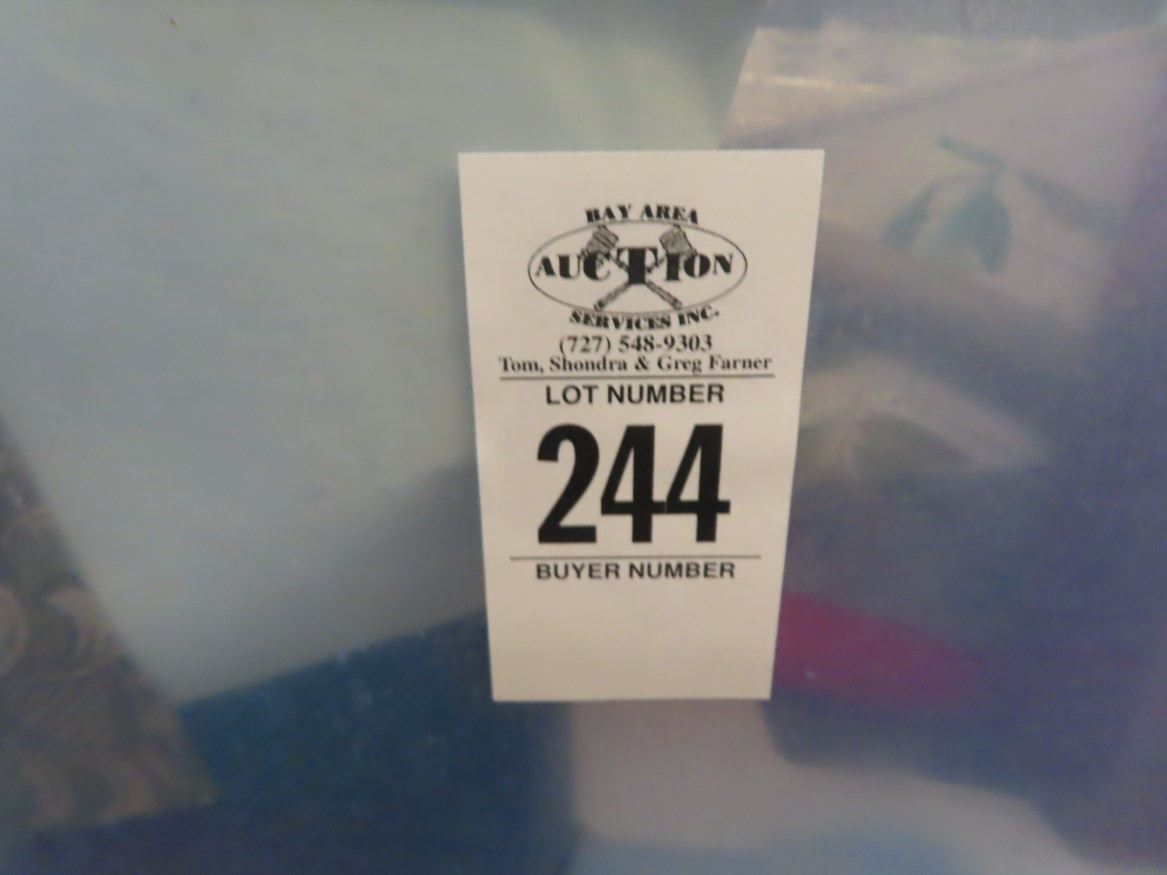 BAY AREA
AUCTION
SERVICES INC.
(727) 548-9303
Tom, Shondra & Greg Farner
LOT NUMBER
244
BUYER NUMBER